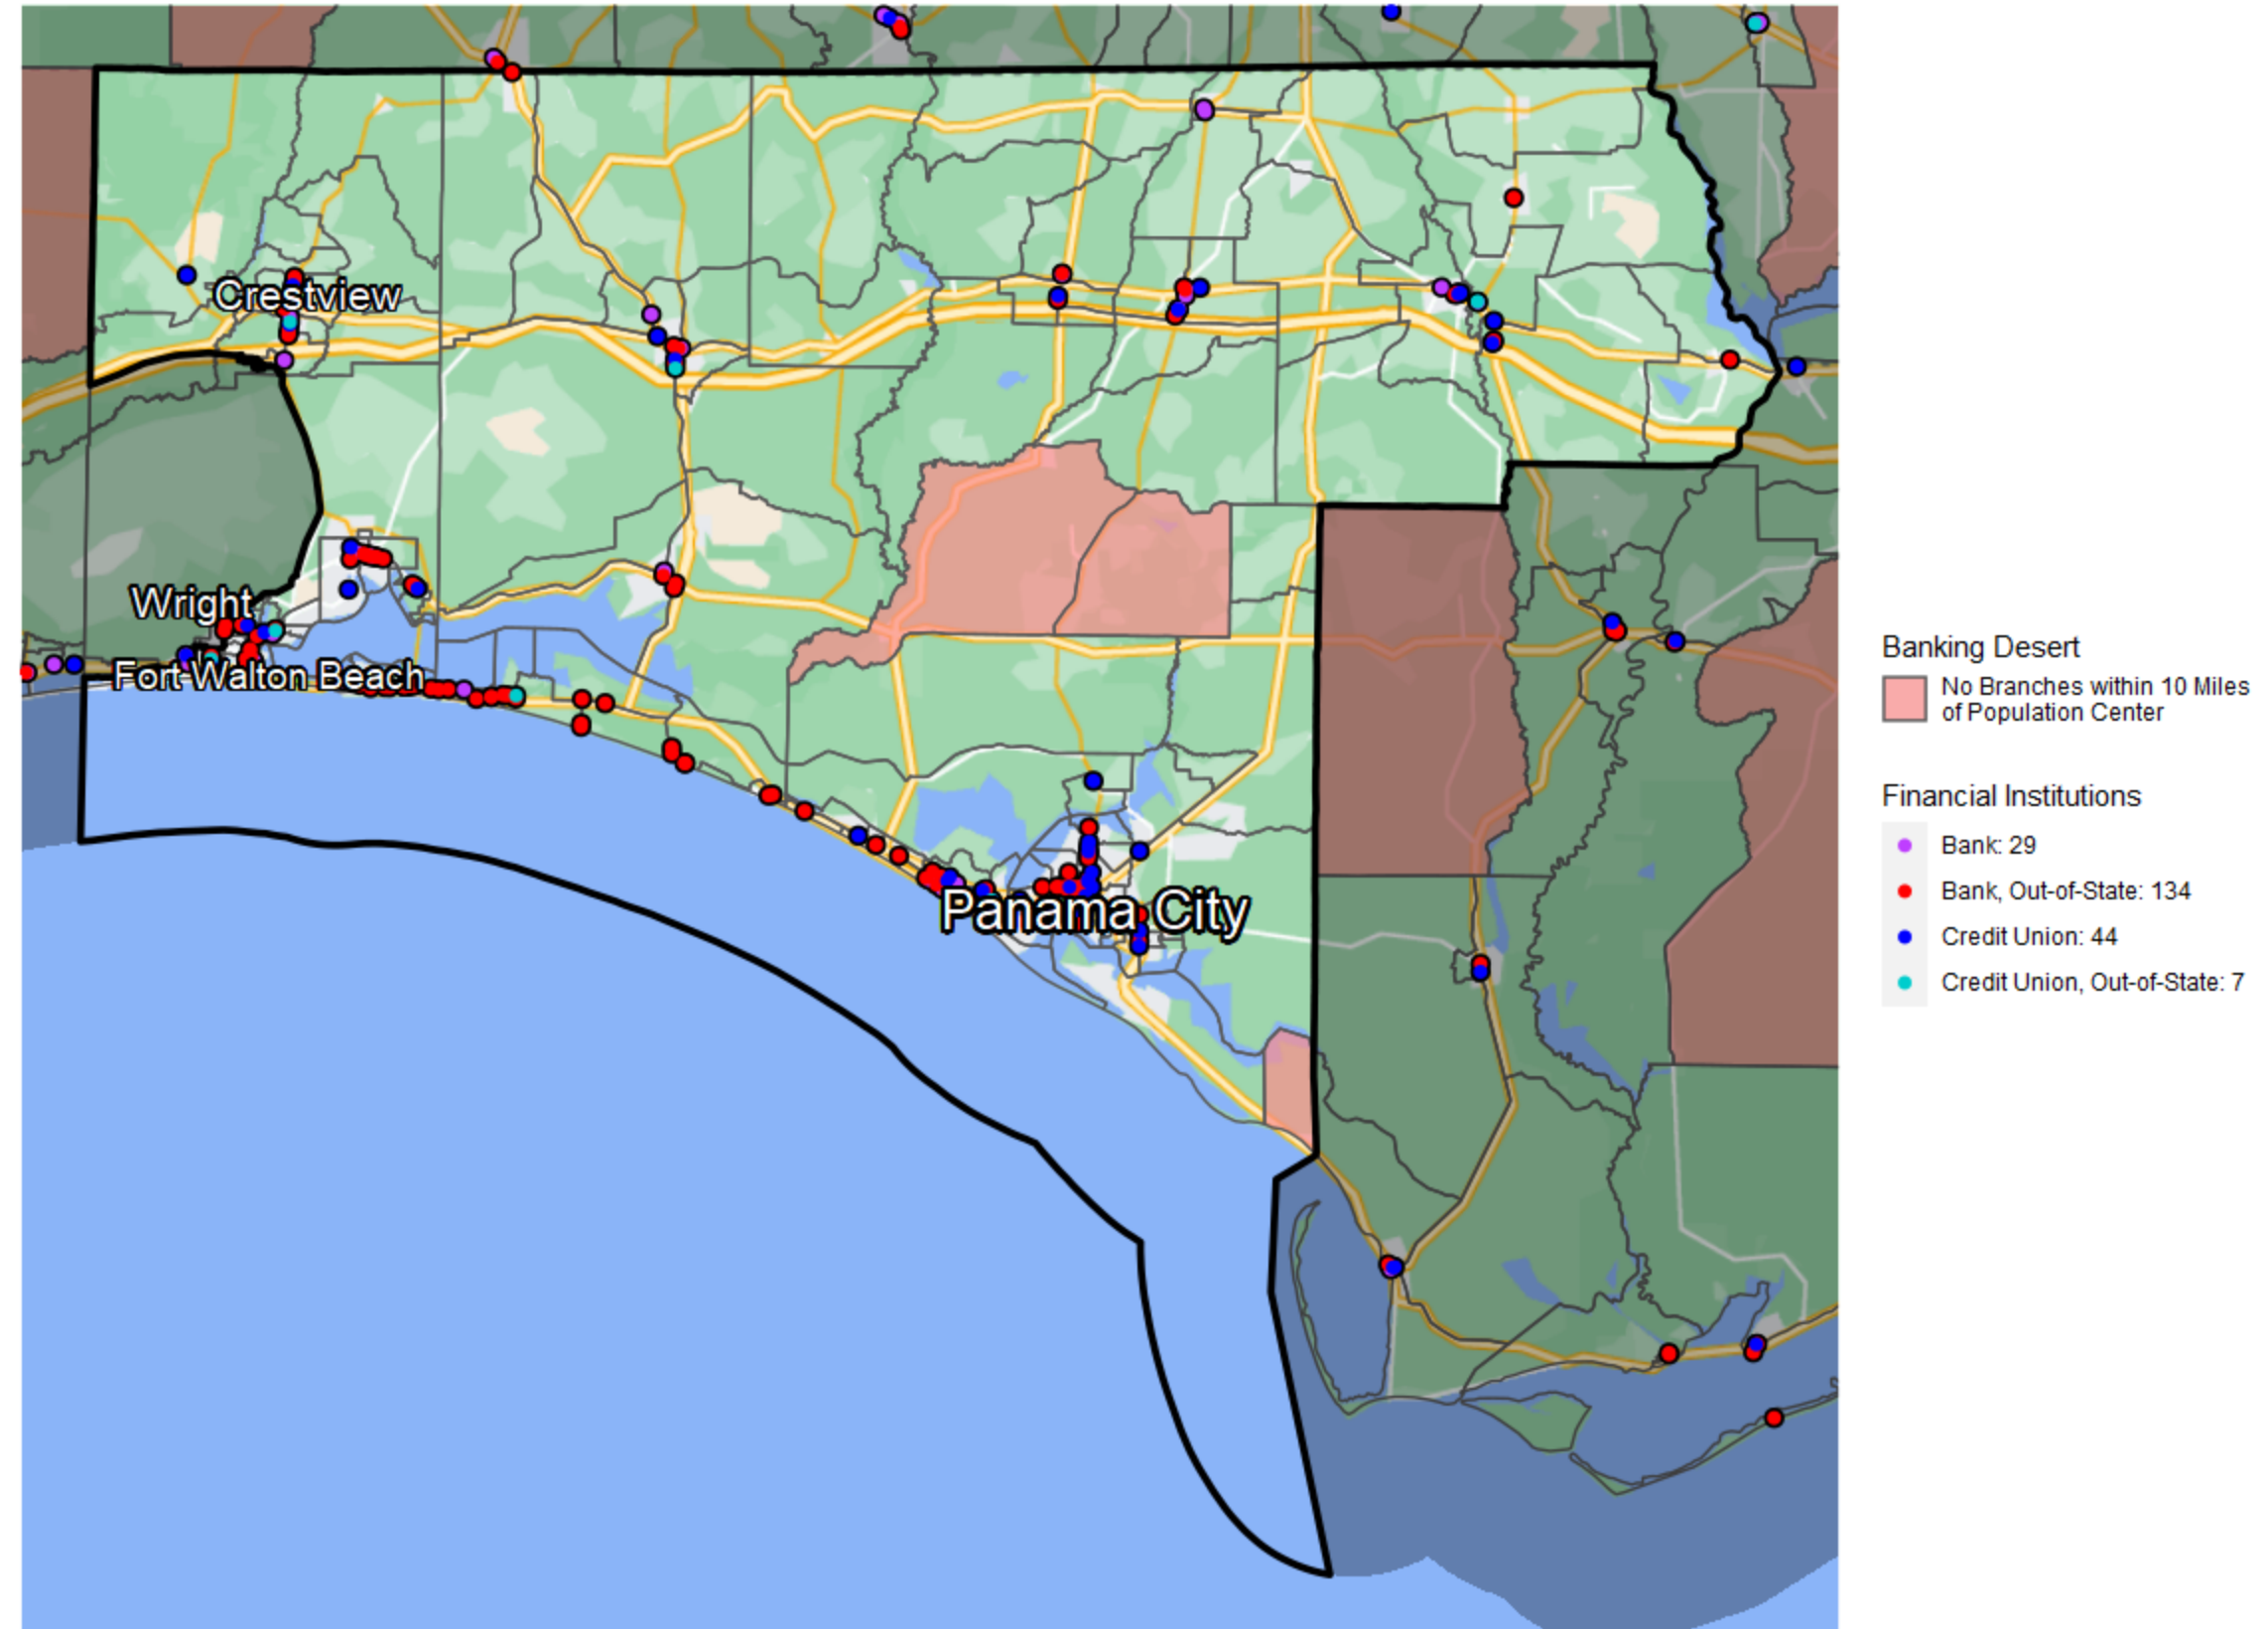 Crestview
Wright
Fort Walton Beach
Panama City
Banking Desert
No Branches within 10 Miles
of Population Center
Financial Institutions
Bank: 29
Bank, Out-of-State: 134
Credit Union: 44
Credit Union, Out-of-State: 7